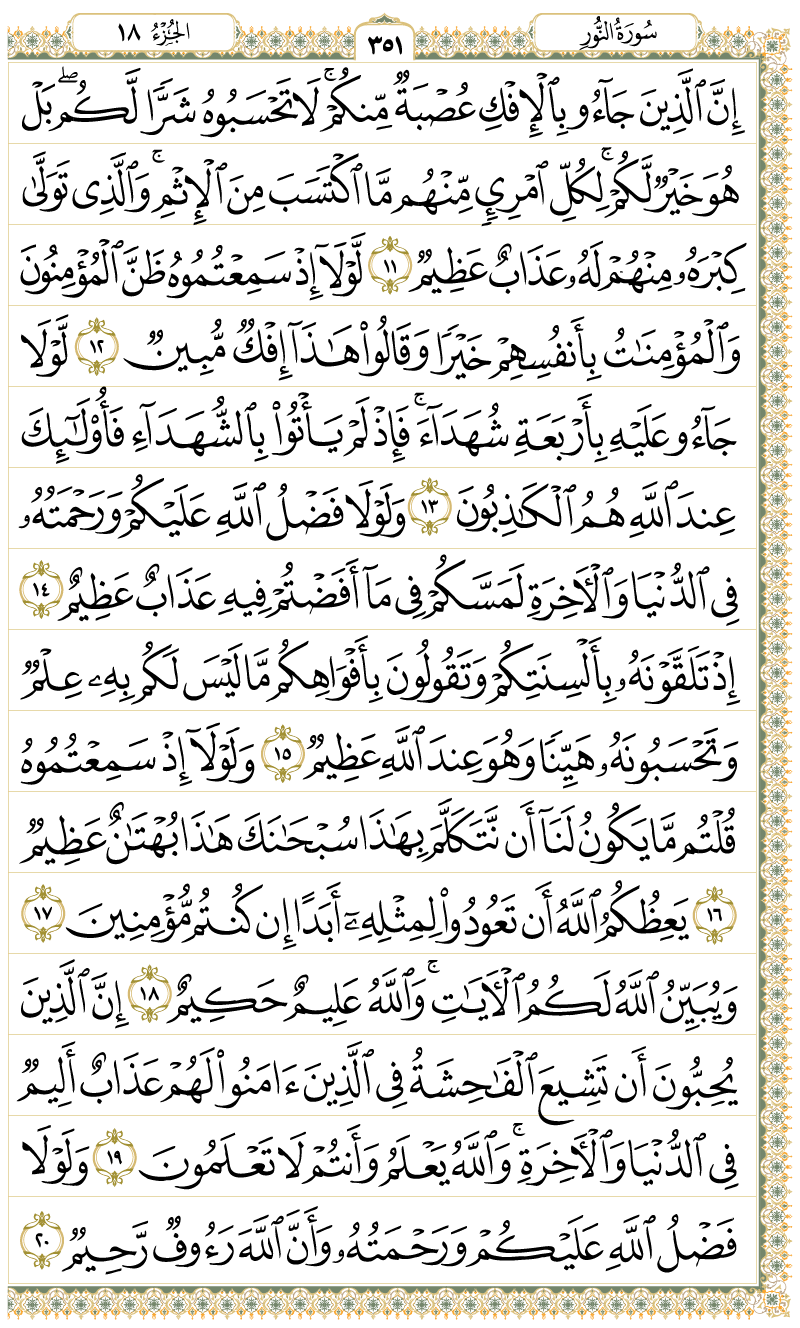 سُورَةُ النُّورِ ٣٥١ الجُزْءُ ١٨
إِنَّ ٱلَّذِينَ جَآءُو بِٱلْإِفْكِ عُصْبَةٌ مِّنكُمْ ۚ لَا تَحْسَبُوهُ شَرًّا لَّكُم ۖ بَلْ
هُوَ خَيْرٌ لَّكُمْ ۚ لِكُلِّ ٱمْرِئٍ مِّنْهُم مَّا ٱكْتَسَبَ مِنَ ٱلْإِثْمِ ۚ وَٱلَّذِى تَوَلَّىٰ
كِبْرَهُۥ مِنْهُمْ لَهُۥ عَذَابٌ عَظِيمٌ ١١ لَّوْلَآ إِذْ سَمِعْتُمُوهُ ظَنَّ ٱلْمُؤْمِنُونَ
وَٱلْمُؤْمِنَٰتُ بِأَنفُسِهِمْ خَيْرًا وَقَالُوا۟ هَٰذَآ إِفْكٌ مُّبِينٌ ١٢ لَّوْلَا
جَآءُو عَلَيْهِ بِأَرْبَعَةِ شُهَدَآءَ ۚ فَإِذْ لَمْ يَأْتُوا۟ بِٱلشُّهَدَآءِ فَأُو۟لَٰٓئِكَ
عِندَ ٱللَّهِ هُمُ ٱلْكَٰذِبُونَ ١٣ وَلَوْلَا فَضْلُ ٱللَّهِ عَلَيْكُمْ وَرَحْمَتُهُۥ
فِى ٱلدُّنْيَا وَٱلْءَاخِرَةِ لَمَسَّكُمْ فِى مَآ أَفَضْتُمْ فِيهِ عَذَابٌ عَظِيمٌ ١٤
إِذْ تَلَقَّوْنَهُۥ بِأَلْسِنَتِكُمْ وَتَقُولُونَ بِأَفْوَاهِكُم مَّا لَيْسَ لَكُم بِهِۦ عِلْمٌ
وَتَحْسَبُونَهُۥ هَيِّنًا وَهُوَ عِندَ ٱللَّهِ عَظِيمٌ ١٥ وَلَوْلَآ إِذْ سَمِعْتُمُوهُ
قُلْتُم مَّا يَكُونُ لَنَآ أَن نَّتَكَلَّمَ بِهَٰذَا سُبْحَٰنَكَ هَٰذَا بُهْتَٰنٌ عَظِيمٌ
١٦ يَعِظُكُمُ ٱللَّهُ أَن تَعُودُوا۟ لِمِثْلِهِۦٓ أَبَدًا إِن كُنتُم مُّؤْمِنِينَ ١٧
وَيُبَيِّنُ ٱللَّهُ لَكُمُ ٱلْءَايَٰتِ ۚ وَٱللَّهُ عَلِيمٌ حَكِيمٌ ١٨ إِنَّ ٱلَّذِينَ
يُحِبُّونَ أَن تَشِيعَ ٱلْفَٰحِشَةُ فِى ٱلَّذِينَ ءَامَنُوا۟ لَهُمْ عَذَابٌ أَلِيمٌ
فِى ٱلدُّنْيَا وَٱلْءَاخِرَةِ ۚ وَٱللَّهُ يَعْلَمُ وَأَنتُمْ لَا تَعْلَمُونَ ١٩ وَلَوْلَا
فَضْلُ ٱللَّهِ عَلَيْكُمْ وَرَحْمَتُهُۥ وَأَنَّ ٱللَّهَ رَءُوفٌ رَّحِيمٌ ٢٠